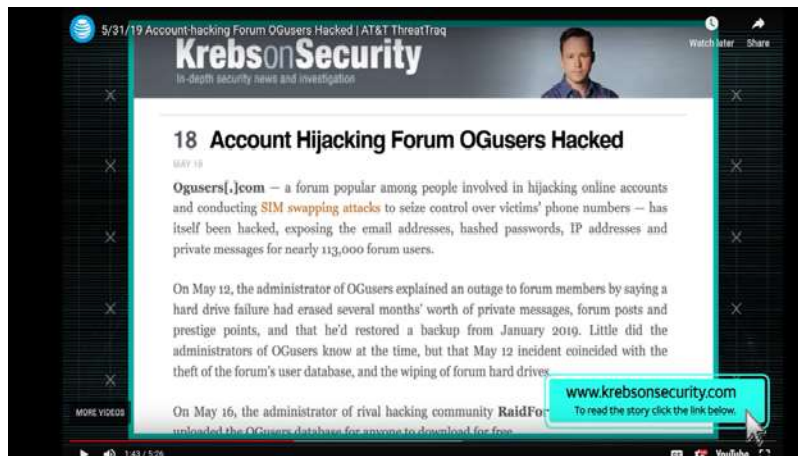 5/31/19 Account-hacking Forum OGusers Hacked | AT&T ThreatTraq
Watch later Share
KrebsonSecurity
In-depth security news and investigation
18 Account Hijacking Forum OGusers Hacked
MAY 19
Ogusers[.]com — a forum popular among people involved in hijacking online accounts
and conducting SIM swapping attacks to seize control over victims' phone numbers — has
itself been hacked, exposing the email addresses, hashed passwords, IP addresses and
private messages for nearly 113,000 forum users.
On May 12, the administrator of OGusers explained an outage to forum members by saying a
hard drive failure had erased several months' worth of private messages, forum posts and
prestige points, and that he'd restored a backup from January 2019. Little did the
administrators of OGusers know at the time, but that May 12 incident coincided with the
theft of the forum's user database, and the wiping of forum hard drives.
On May 16, the administrator of rival hacking community RaidFor
uploaded the OGusers database for anyone to download for free.
www.krebsonsecurity.com
To read the story click the link below.
MORE VIDEOS
1:43 / 5:26
YouTube